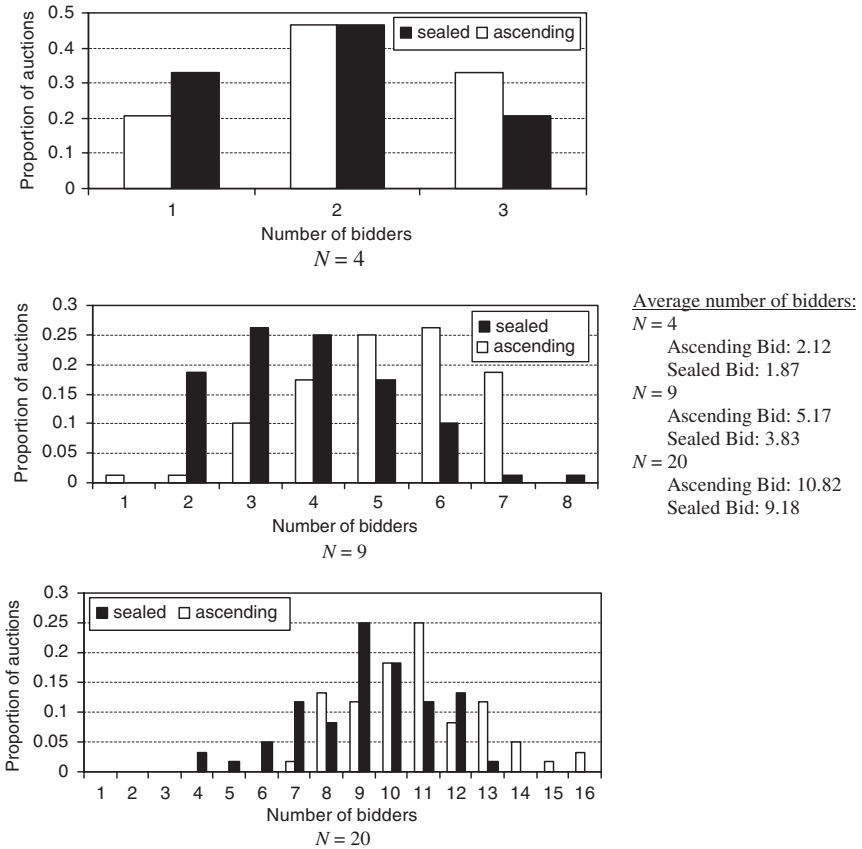 0.5
0.4
0.3
0.2
0.1
0
Proportion of auctions
sealed ascending
1 2 3
Number of bidders
N = 4
0.3
0.25
0.2
0.15
0.1
0.05
0
Proportion of auctions
sealed
ascending
1 2 3 4 5 6 7 8
Number of bidders
N = 9
Average number of bidders:
N = 4
Ascending Bid: 2.12
Sealed Bid: 1.87
N = 9
Ascending Bid: 5.17
Sealed Bid: 3.83
N = 20
Ascending Bid: 10.82
Sealed Bid: 9.18
0.3
0.25
0.2
0.15
0.1
0.05
0
Proportion of auctions
sealed ascending
1 2 3 4 5 6 7 8 9 10 11 12 13 14 15 16
Number of bidders
N = 20